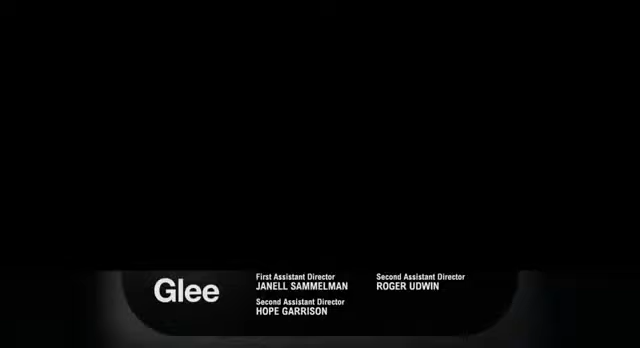 Glee
First Assistant Director
JANELL SAMMELMAN
Second Assistant Director
HOPE GARRISON
Second Assistant Director
ROGER UDWIN